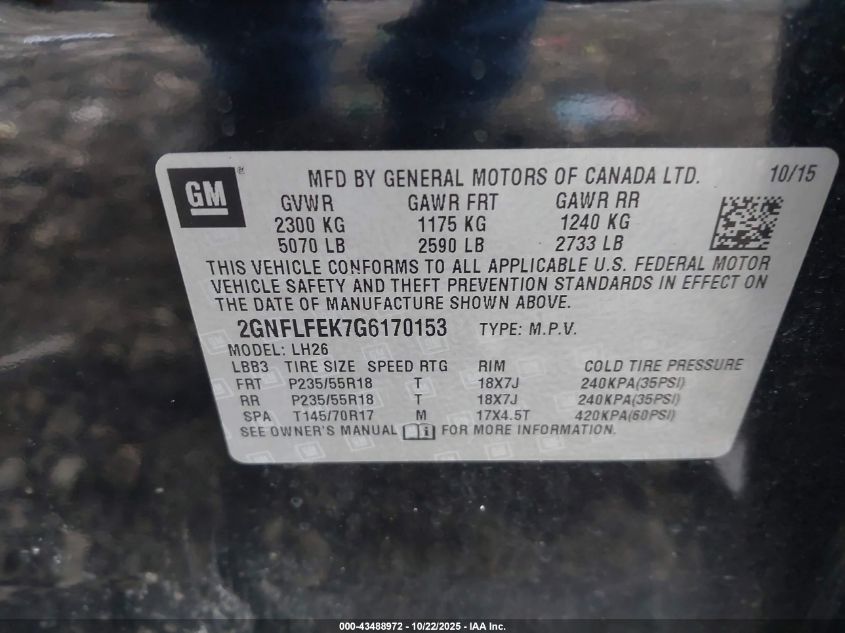 GM
MFD BY GENERAL MOTORS OF CANADA LTD. 10/15
GVWR GAWR FRT GAWR RR
2300 KG 1175 KG 1240 KG
5070 LB 2590 LB 2733 LB
THIS VEHICLE CONFORMS TO ALL APPLICABLE U.S. FEDERAL MOTOR
VEHICLE SAFETY AND THEFT PREVENTION STANDARDS IN EFFECT ON
THE DATE OF MANUFACTURE SHOWN ABOVE.
2GNFLFEK7G6170153 TYPE: M.P.V.
MODEL: LH26
LBB3 TIRE SIZE SPEED RTG RIM COLD TIRE PRESSURE
FRT P235/55R18 T 18X7J 240KPA(35PSI)
RR P235/55R18 T 18X7J 240KPA(35PSI)
SPA T145/70R17 M 17X4.5T 420KPA(60PSI)
SEE OWNER'S MANUAL FOR MORE INFORMATION.
000-43488972 - 10/22/2025 - IAA Inc.